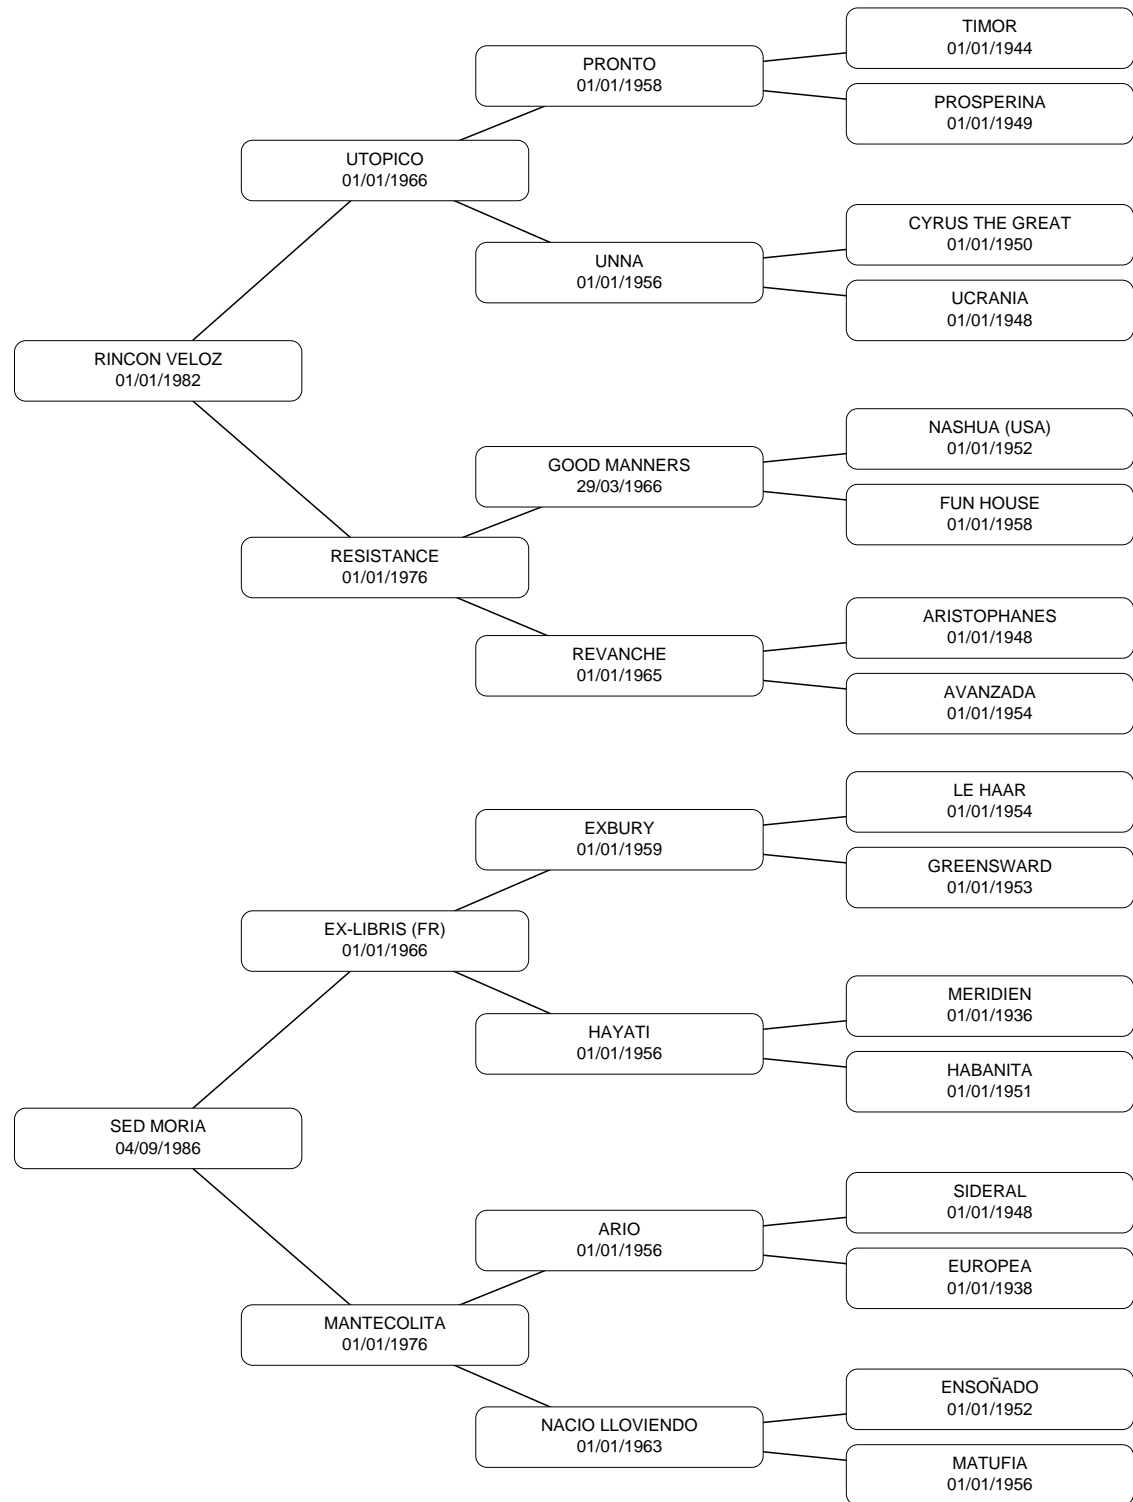 TIMOR
01/01/1944
PRONTO
01/01/1958
PROSPERINA
01/01/1949
UTOPICO
01/01/1966
CYRUS THE GREAT
01/01/1950
UNNA
01/01/1956
UCRANIA
01/01/1948
RINCON VELOZ
01/01/1982
NASHUA (USA)
01/01/1952
GOOD MANNERS
29/03/1966
FUN HOUSE
01/01/1958
RESISTANCE
01/01/1976
ARISTOPHANES
01/01/1948
REVANCHE
01/01/1965
AVANZADA
01/01/1954
LE HAAR
01/01/1954
EXBURY
01/01/1959
GREENSWARD
01/01/1953
EX-LIBRIS (FR)
01/01/1966
MERIDIEN
01/01/1936
HAYATI
01/01/1956
HABANITA
01/01/1951
SED MORIA
04/09/1986
SIDERAL
01/01/1948
ARIO
01/01/1956
EUROPEA
01/01/1938
MANTECOLITA
01/01/1976
ENSOÑADO
01/01/1952
NACIO LLOVIENDO
01/01/1963
MATUFIA
01/01/1956